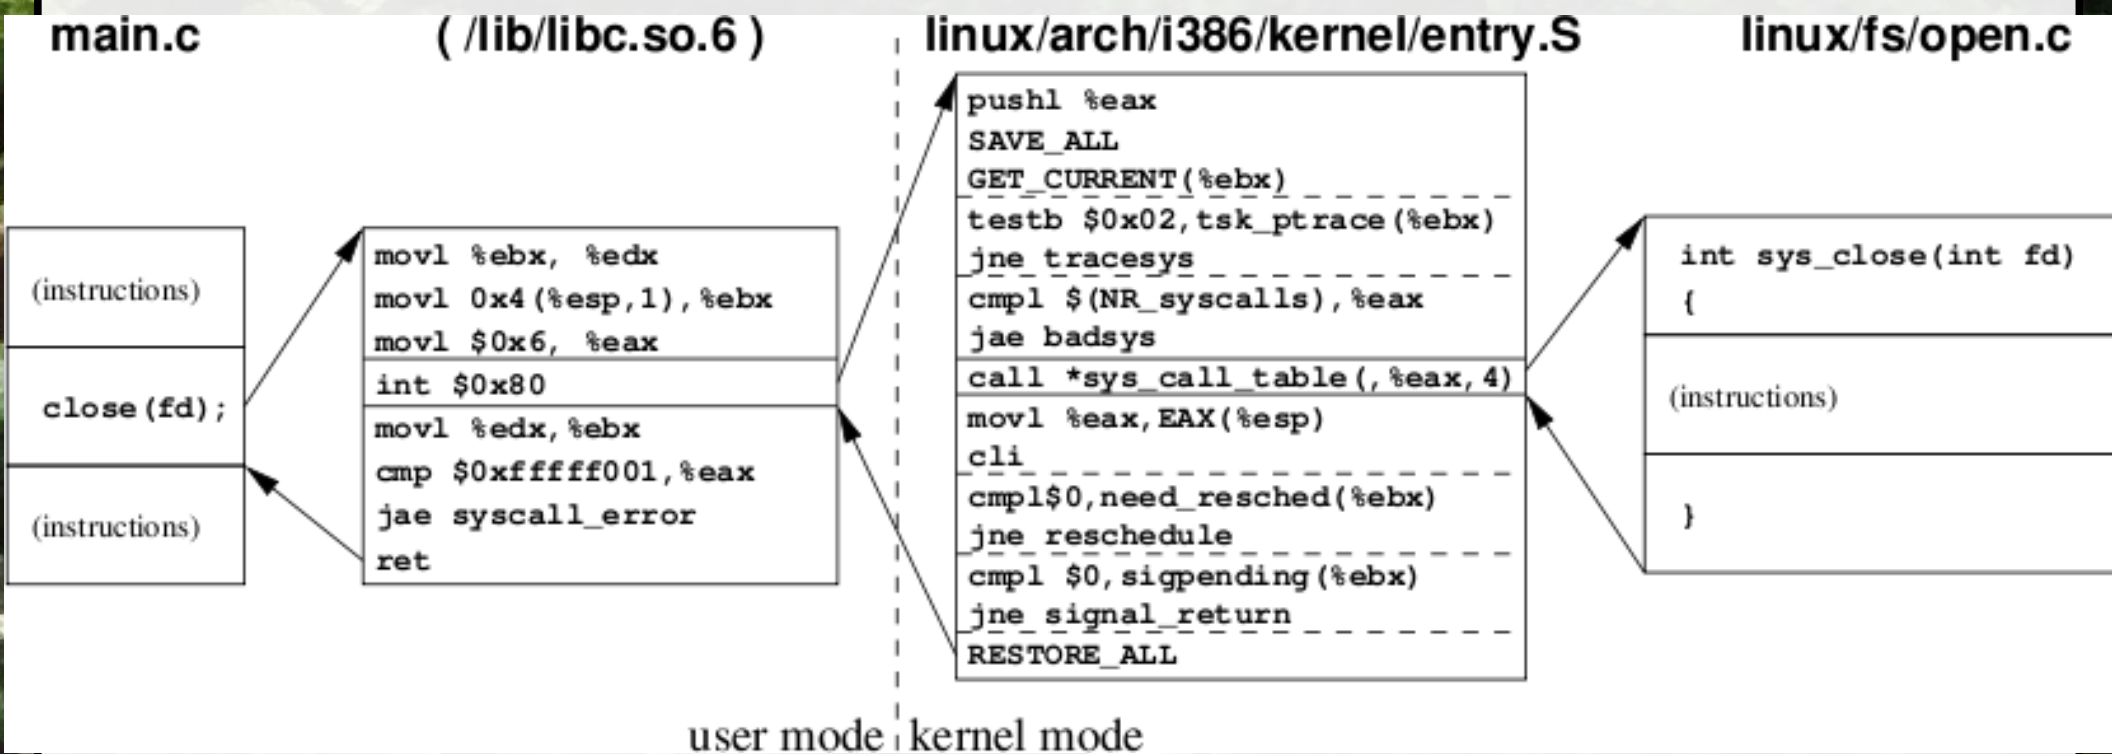 main.c
( /lib/libc.so.6 )
linux/arch/i386/kernel/entry.S
linux/fs/open.c
(instructions)
close(fd);
(instructions)
movl %ebx, %edx
movl 0x4(%esp,1),%ebx
movl $0x6, %eax
int $0x80
movl %edx,%ebx
cmp $0xfffff001,%eax
jae syscall_error
ret
pushl %eax
SAVE_ALL
GET_CURRENT(%ebx)
testb $0x02,tsk_ptrace(%ebx)
jne tracesys
cmpl $(NR_syscalls),%eax
jae badsys
call *sys_call_table(,%eax,4)
movl %eax,EAX(%esp)
cli
cmpl$0,need_resched(%ebx)
jne reschedule
cmpl $0,sigpending(%ebx)
jne signal_return
RESTORE_ALL
int sys_close(int fd)
{
(instructions)
}
user mode
kernel mode